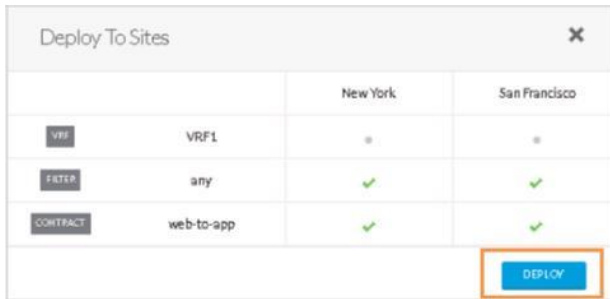 Deploy To Sites
New York San Francisco
VRF VRF1
FILTER any
CONTRACT web-to-app
DEPLOY